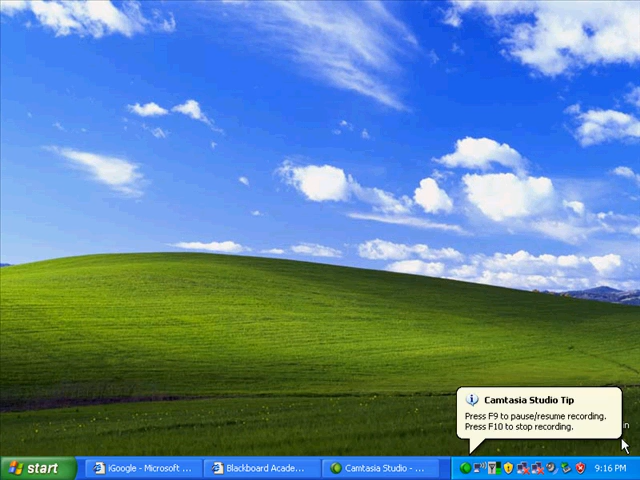 Camtasia Studio Tip
Press F9 to pause/resume recording.
Press F10 to stop recording.
start
iGoogle - Microsoft ...
Blackboard Acade...
Camtasia Studio - ...
9:16 PM